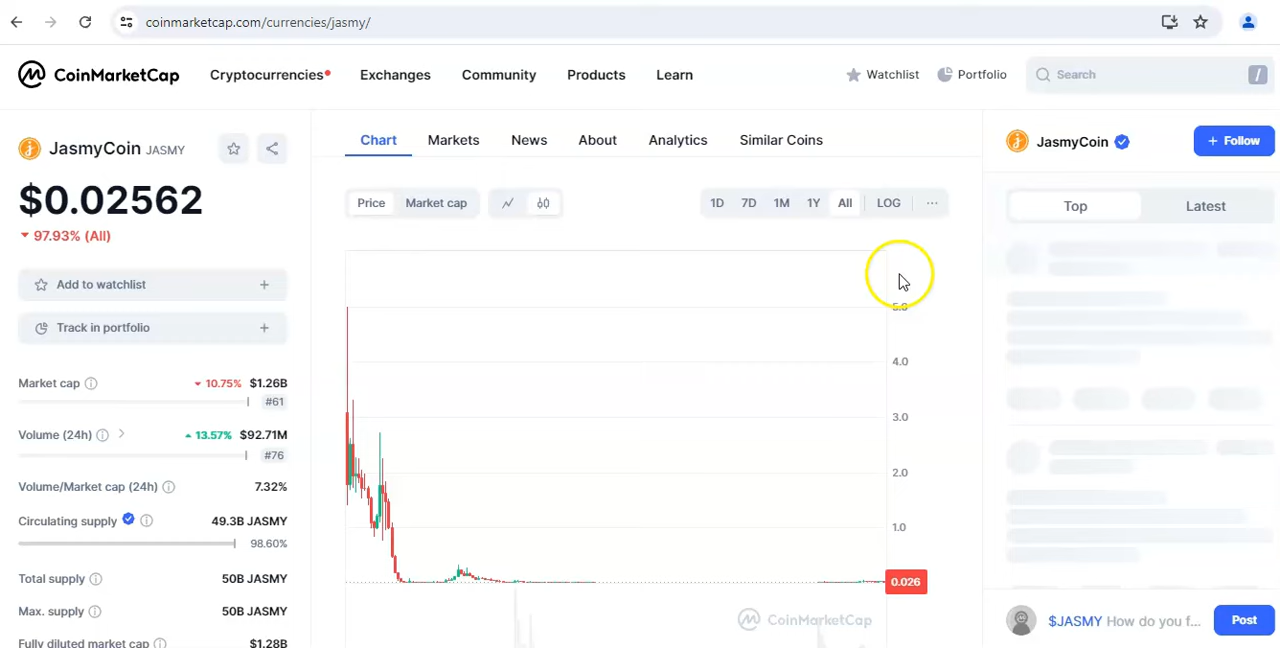 coinmarketcap.com/currencies/jasmy/
CoinMarketCap
Cryptocurrencies
Exchanges
Community
Products
Learn
Watchlist
Portfolio
Search
/
JasmyCoin JASMY
$0.02562
97.93% (All)
Add to watchlist
Track in portfolio
Market cap
10.75% $1.26B
#61
Volume (24h)
13.57% $92.71M
#76
Volume/Market cap (24h)
7.32%
Circulating supply
49.3B JASMY
98.60%
Total supply
50B JASMY
Max. supply
50B JASMY
Fully diluted market cap
$1.28B
Chart
Markets
News
About
Analytics
Similar Coins
Price
Market cap
1D
7D
1M
1Y
All
LOG
5.0
4.0
3.0
2.0
1.0
0.026
CoinMarketCap
JasmyCoin
+ Follow
Top
Latest
$JASMY How do you f...
Post